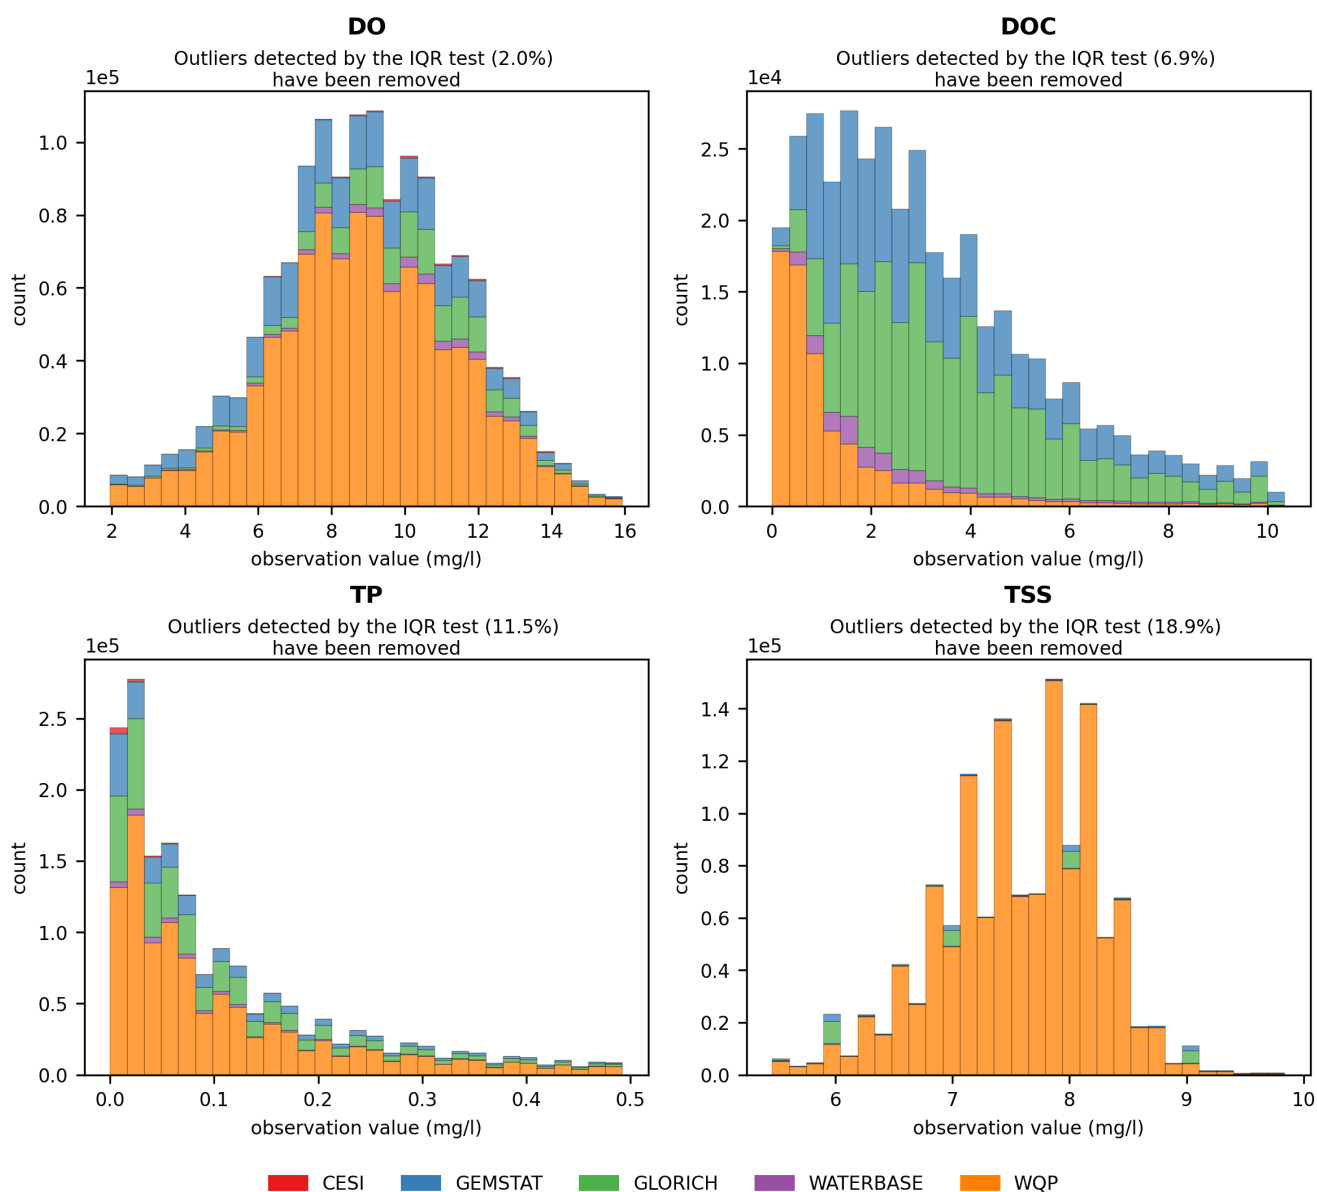 DO
Outliers detected by the IQR test (2.0%)
have been removed
1e5
1.0
0.8
0.6
0.4
0.2
0.0
count
2 4 6 8 10 12 14 16
observation value (mg/l)
DOC
Outliers detected by the IQR test (6.9%)
have been removed
1e4
2.5
2.0
1.5
1.0
0.5
0.0
count
0 2 4 6 8 10
observation value (mg/l)
TP
Outliers detected by the IQR test (11.5%)
have been removed
1e5
2.5
2.0
1.5
1.0
0.5
0.0
count
0.0 0.1 0.2 0.3 0.4 0.5
observation value (mg/l)
TSS
Outliers detected by the IQR test (18.9%)
have been removed
1e5
1.4
1.2
1.0
0.8
0.6
0.4
0.2
0.0
count
6 7 8 9 10
observation value (mg/l)
CESI GEMSTAT GLORICH WATERBASE WQP